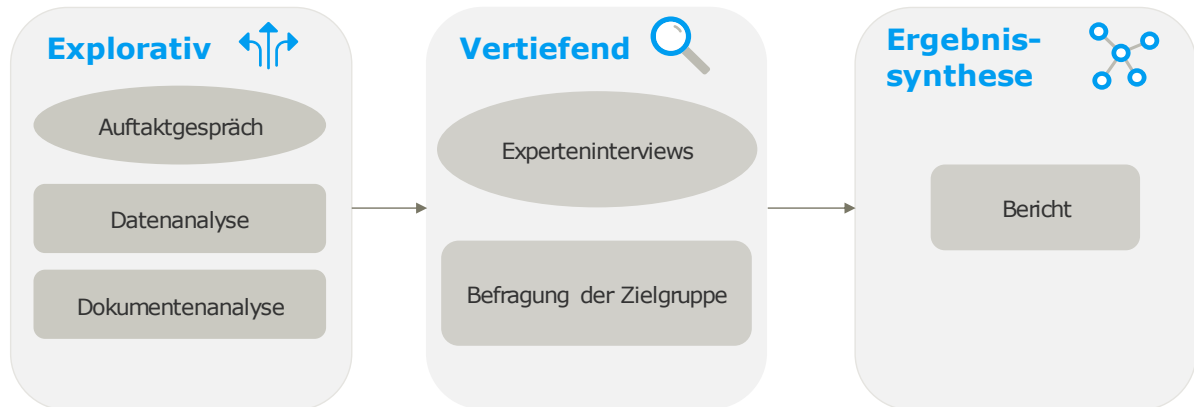 Explorativ
Auftaktgespräch
Datenanalyse
Dokumentenanalyse
Vertiefend
Experteninterviews
Befragung der Zielgruppe
Ergebnis-
synthese
Bericht